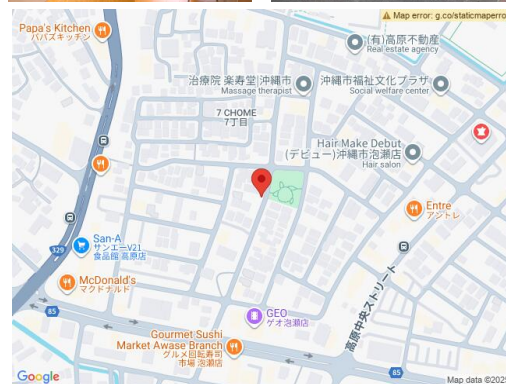 Map error: g.co/staticmaperro
Papa's Kitchen
パパズキッチン
(有)高原不動産
Real estate agency
治療院 楽寿堂|沖縄市
Massage therapist
沖縄市福祉文化プラザ
Social welfare center
7 CHOME
7丁目
Hair Make Debut
(デビュー)沖縄市泡瀬店
Hair salon
Entre
アントレ
San-A
サンエーV21
食品館 高原店
329
McDonald's
マクドナルド
高原中央ストリート
85
GEO
ゲオ泡瀬店
Gourmet Sushi
Market Awase Branch
グルメ回転寿司
市場 泡瀬店
85
Google
Map data ©2025